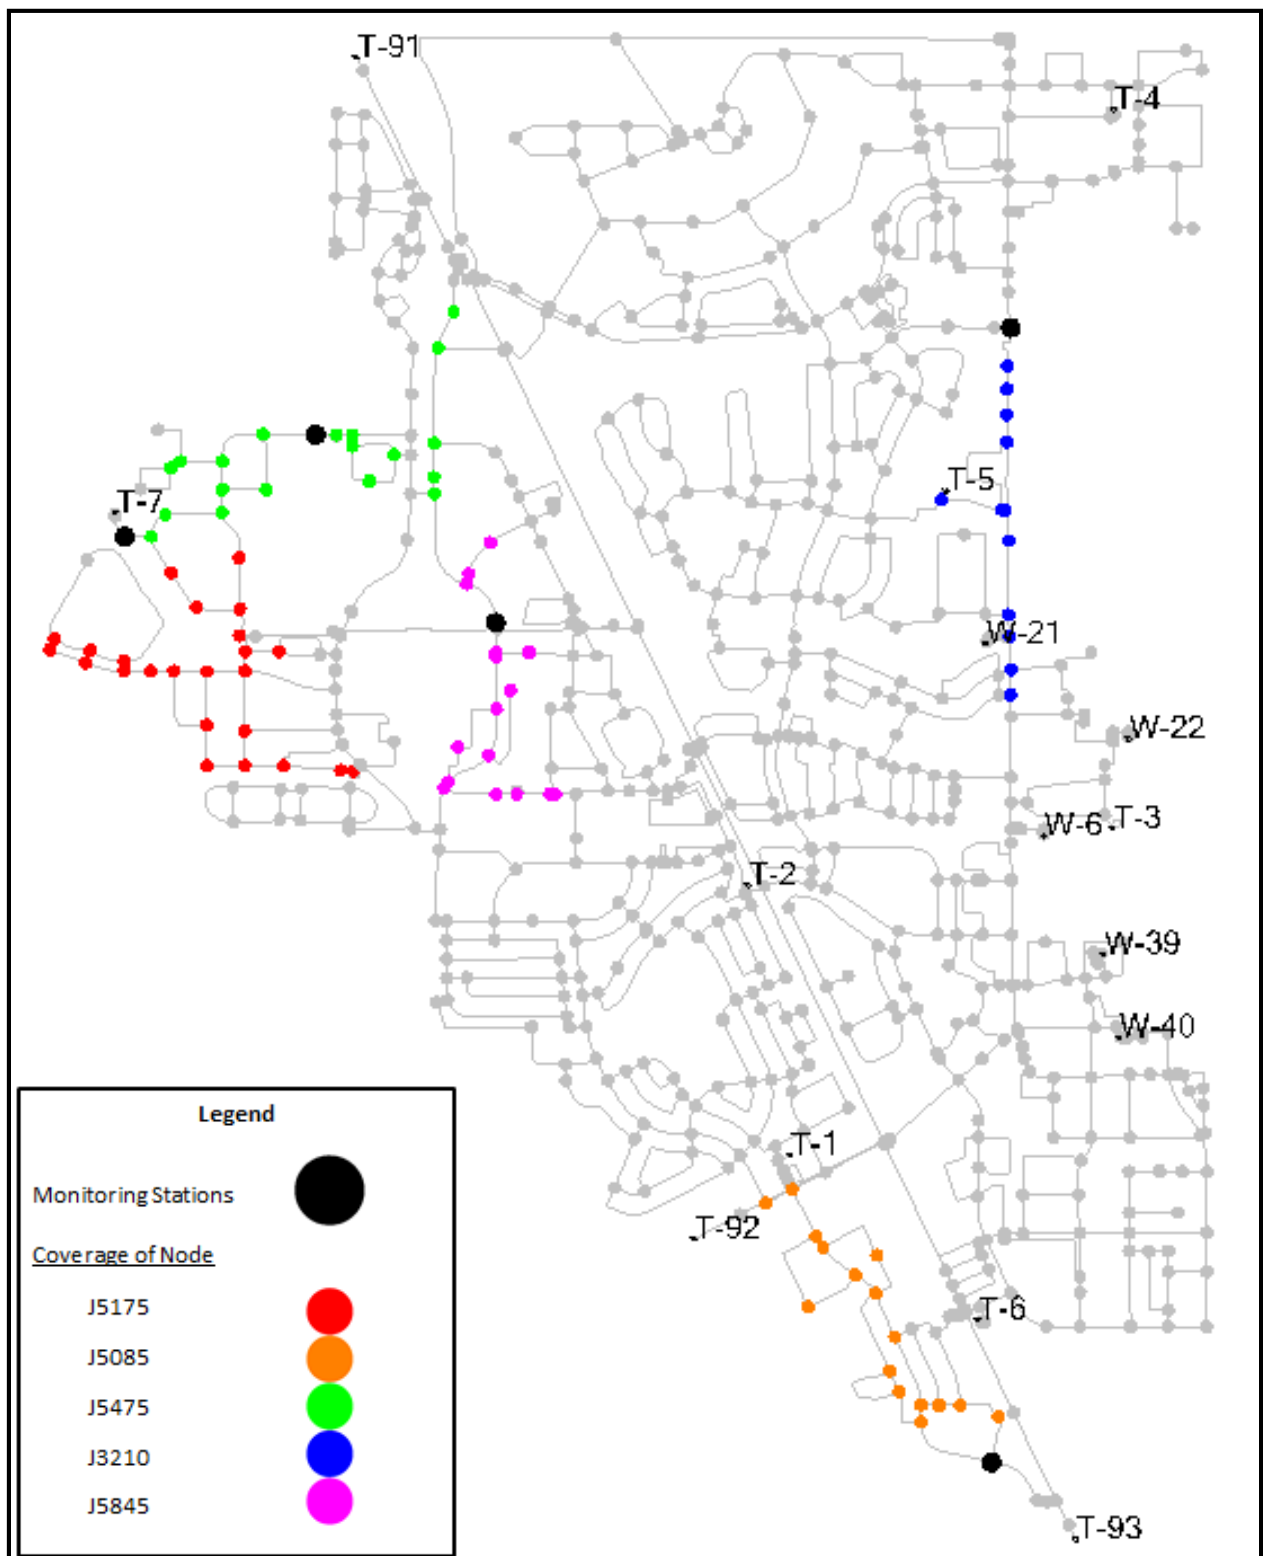 T-91
T-4
T-5
T-7
W-21
W-22
W-6
T-3
T-2
W-39
W-40
T-1
T-92
T-6
T-93
Legend
Monitoring Stations
Coverage of Node
J5175
J5085
J5475
J3210
J5845